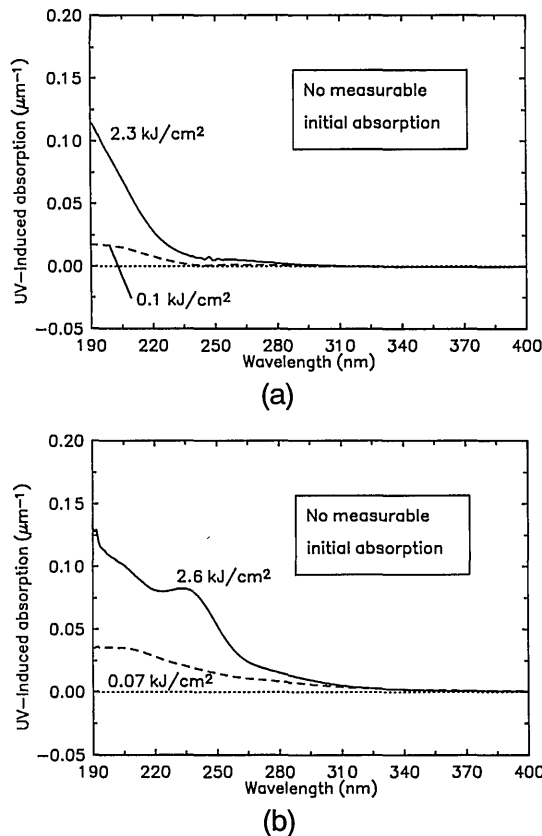 0.20
0.15
0.10
0.05
0.00
−0.05
UV−Induced absorption (μm⁻¹)
No measurable
initial absorption
2.3 kJ/cm²
0.1 kJ/cm²
190 220 250 280 310 340 370 400
Wavelength (nm)
(a)
0.20
0.15
0.10
0.05
0.00
−0.05
UV−Induced absorption (μm⁻¹)
No measurable
initial absorption
2.6 kJ/cm²
0.07 kJ/cm²
190 220 250 280 310 340 370 400
Wavelength (nm)
(b)